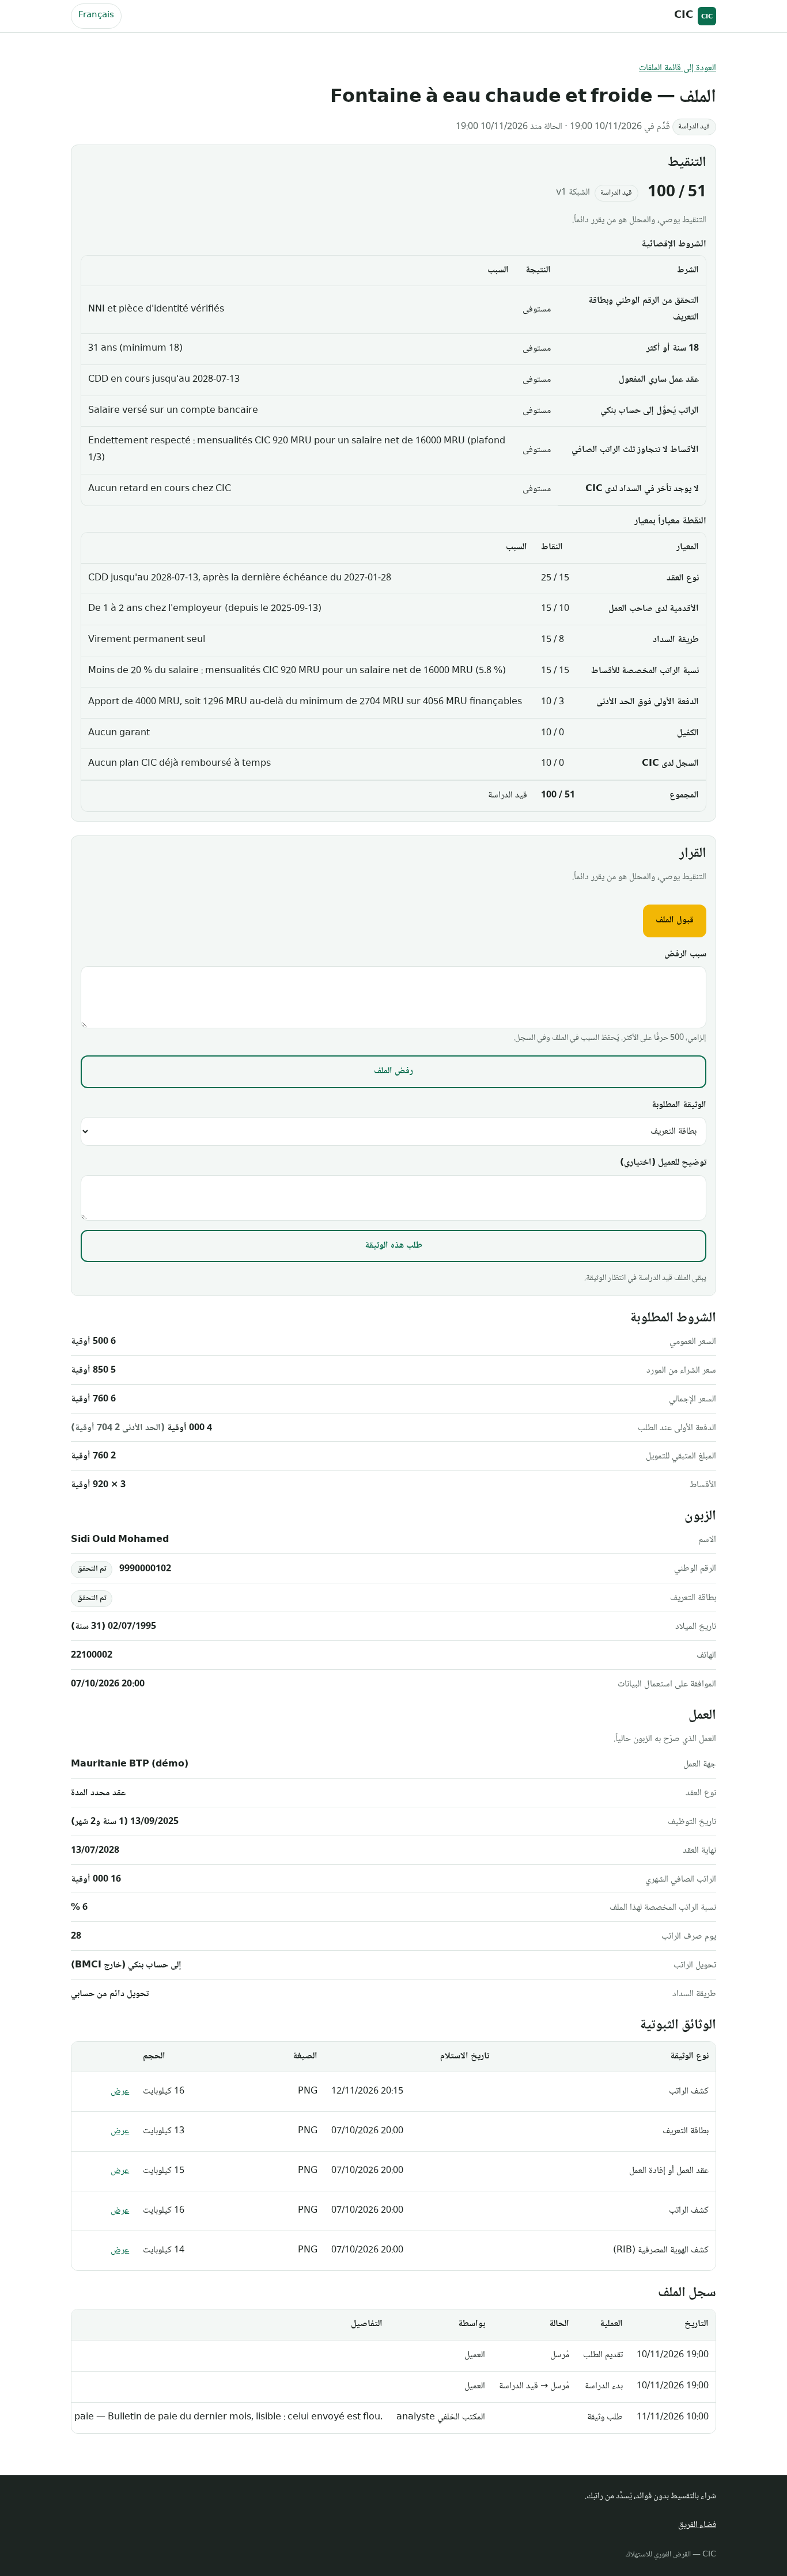 CIC CIC
Français
العودة إلى قائمة الملفات
الملف — Fontaine à eau chaude et froide
قيد الدراسة قُدِّم في 10/11/2026 19:00 · الحالة منذ 10/11/2026 19:00
التنقيط
51 / 100 قيد الدراسة الشبكة v1
التنقيط يوصي، والمحلل هو من يقرر دائماً.
الشروط الإقصائية
الشرط النتيجة السبب
التحقق من الرقم الوطني وبطاقة
التعريف مستوفى NNI et pièce d'identité vérifiés
18 سنة أو أكثر مستوفى 31 ans (minimum 18)
عقد عمل ساري المفعول مستوفى CDD en cours jusqu'au 2028-07-13
الراتب يُحوَّل إلى حساب بنكي مستوفى Salaire versé sur un compte bancaire
الأقساط لا تتجاوز ثلث الراتب الصافي مستوفى Endettement respecté : mensualités CIC 920 MRU pour un salaire net de 16000 MRU (plafond
1/3)
لا يوجد تأخر في السداد لدى CIC مستوفى Aucun retard en cours chez CIC
النقطة معياراً بمعيار
المعيار النقاط السبب
نوع العقد 15 / 25 CDD jusqu'au 2028-07-13, après la dernière échéance du 2027-01-28
الأقدمية لدى صاحب العمل 10 / 15 De 1 à 2 ans chez l'employeur (depuis le 2025-09-13)
طريقة السداد 8 / 15 Virement permanent seul
نسبة الراتب المخصصة للأقساط 15 / 15 Moins de 20 % du salaire : mensualités CIC 920 MRU pour un salaire net de 16000 MRU (5.8 %)
الدفعة الأولى فوق الحد الأدنى 3 / 10 Apport de 4000 MRU, soit 1296 MRU au-delà du minimum de 2704 MRU sur 4056 MRU finançables
الكفيل 0 / 10 Aucun garant
السجل لدى CIC 0 / 10 Aucun plan CIC déjà remboursé à temps
المجموع 51 / 100 قيد الدراسة
القرار
التنقيط يوصي، والمحلل هو من يقرر دائماً.
قبول الملف
سبب الرفض
إلزامي، 500 حرفًا على الأكثر. يُحفظ السبب في الملف وفي السجل.
رفض الملف
الوثيقة المطلوبة
بطاقة التعريف
توضيح للعميل (اختياري)
طلب هذه الوثيقة
يبقى الملف قيد الدراسة في انتظار الوثيقة.
الشروط المطلوبة
السعر العمومي 6 500 أوقية
سعر الشراء من المورد 5 850 أوقية
السعر الإجمالي 6 760 أوقية
الدفعة الأولى عند الطلب 4 000 أوقية (الحد الأدنى 2 704 أوقية)
المبلغ المتبقي للتمويل 2 760 أوقية
الأقساط 3 × 920 أوقية
الزبون
الاسم Sidi Ould Mohamed
الرقم الوطني 9990000102 تم التحقق
بطاقة التعريف تم التحقق
تاريخ الميلاد 02/07/1995 (31 سنة)
الهاتف 22100002
الموافقة على استعمال البيانات 07/10/2026 20:00
العمل
العمل الذي صرّح به الزبون حالياً.
جهة العمل Mauritanie BTP (démo)
نوع العقد عقد محدد المدة
تاريخ التوظيف 13/09/2025 (1 سنة و2 شهر)
نهاية العقد 13/07/2028
الراتب الصافي الشهري 16 000 أوقية
نسبة الراتب المخصصة لهذا الملف 6 %
يوم صرف الراتب 28
تحويل الراتب إلى حساب بنكي (خارج BMCI)
طريقة السداد تحويل دائم من حسابي
الوثائق الثبوتية
نوع الوثيقة تاريخ الاستلام الصيغة الحجم
كشف الراتب 12/11/2026 20:15 PNG 16 كيلوبايت عرض
بطاقة التعريف 07/10/2026 20:00 PNG 13 كيلوبايت عرض
عقد العمل أو إفادة العمل 07/10/2026 20:00 PNG 15 كيلوبايت عرض
كشف الراتب 07/10/2026 20:00 PNG 16 كيلوبايت عرض
كشف الهوية المصرفية (RIB) 07/10/2026 20:00 PNG 14 كيلوبايت عرض
سجل الملف
التاريخ العملية الحالة بواسطة التفاصيل
10/11/2026 19:00 تقديم الطلب مُرسل العميل
10/11/2026 19:00 بدء الدراسة مُرسل → قيد الدراسة العميل
11/11/2026 10:00 طلب وثيقة المكتب الخلفي analyste paie — Bulletin de paie du dernier mois, lisible : celui envoyé est flou.
شراء بالتقسيط بدون فوائد، يُسدَّد من راتبك.
فضاء الفريق
CIC — القرض الفوري للاستهلاك